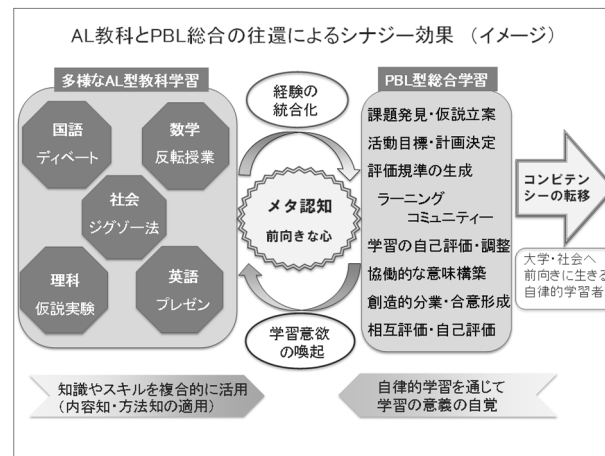 AL教科とPBL総合の往還によるシナジー効果 （イメージ）
多様なAL型教科学習
国語
ディベート
数学
反転授業
社会
ジグゾー法
理科
仮説実験
英語
プレゼン
経験の
統合化
メタ認知
前向きな心
学習意欲
の喚起
PBL型総合学習
課題発見・仮説立案
活動目標・計画決定
評価規準の生成
ラーニング
コミュニティー
学習の自己評価・調整
協働的な意味構築
創造的分業・合意形成
相互評価・自己評価
コンピテン
シーの転移
大学・社会へ
前向きに生きる
自律的学習者
知識やスキルを複合的に活用
（内容知・方法知の適用）
自律的学習を通じて
学習の意義の自覚